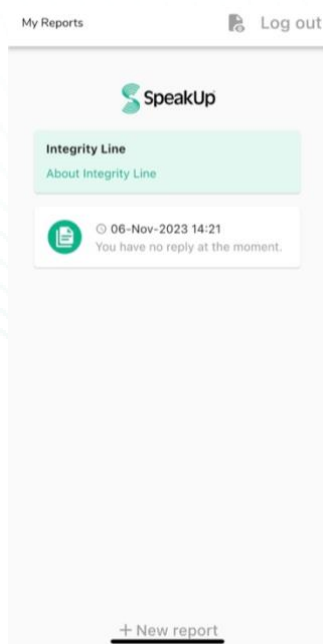 My Reports
Log out
SpeakUp
Integrity Line
About Integrity Line
06-Nov-2023 14:21
You have no reply at the moment.
+ New report